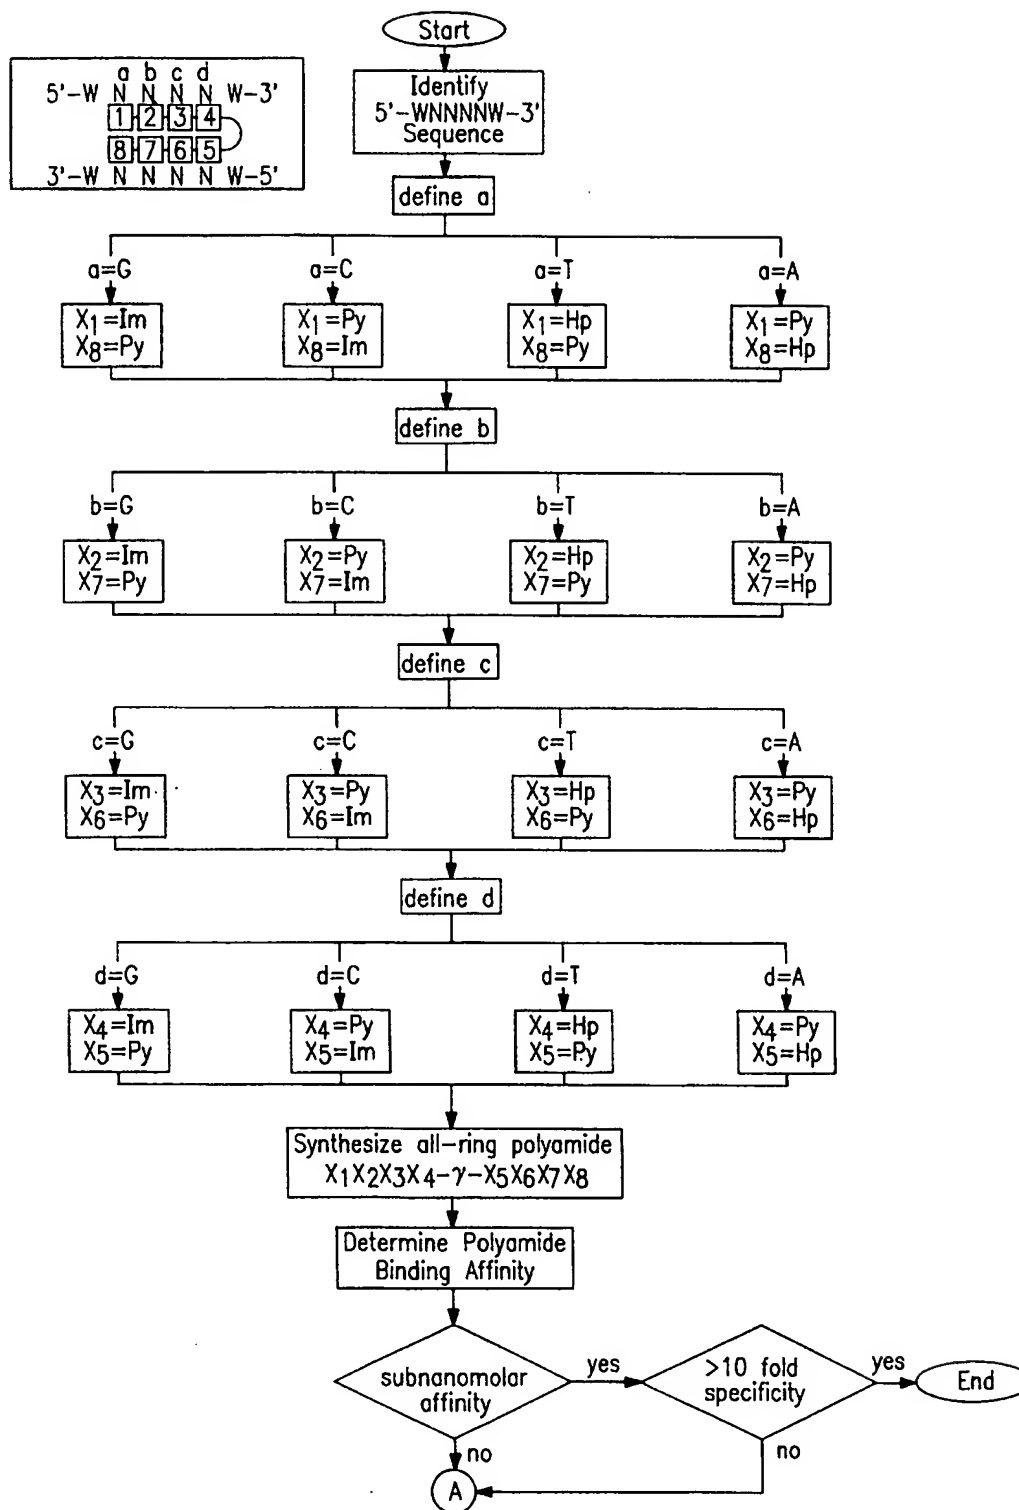 Start
a b c d
5'-W N N N N W-3'
1 2 3 4
8 7 6 5
3'-W N N N N W-5'
Identify
5'-WNNNNW-3'
Sequence
define a
a=G a=C a=T a=A
X1=Im X1=Py X1=Hp X1=Py
X8=Py X8=Im X8=Py X8=Hp
define b
b=G b=C b=T b=A
X2=Im X2=Py X2=Hp X2=Py
X7=Py X7=Im X7=Py X7=Hp
define c
c=G c=C c=T c=A
X3=Im X3=Py X3=Hp X3=Py
X6=Py X6=Im X6=Py X6=Hp
define d
d=G d=C d=T d=A
X4=Im X4=Py X4=Hp X4=Py
X5=Py X5=Im X5=Py X5=Hp
Synthesize all-ring polyamide
X1X2X3X4-γ-X5X6X7X8
Determine Polyamide
Binding Affinity
subnanomolar
affinity
yes
>10 fold
specificity
yes
End
no
no
A